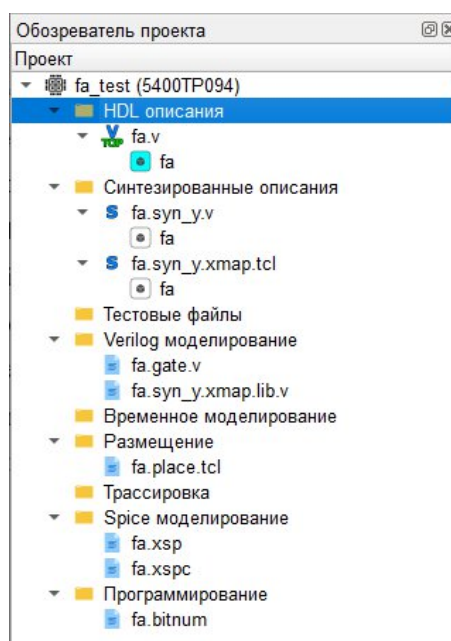 Обозреватель проекта
Проект
fa_test (5400ТР094)
HDL описания
V
TOP
fa.v
fa
Синтезированные описания
S fa.syn_y.v
fa
S fa.syn_y.xmap.tcl
fa
Тестовые файлы
Verilog моделирование
fa.gate.v
fa.syn_y.xmap.lib.v
Временное моделирование
Размещение
fa.place.tcl
Трассировка
Spice моделирование
fa.xsp
fa.xspc
Программирование
fa.bitnum